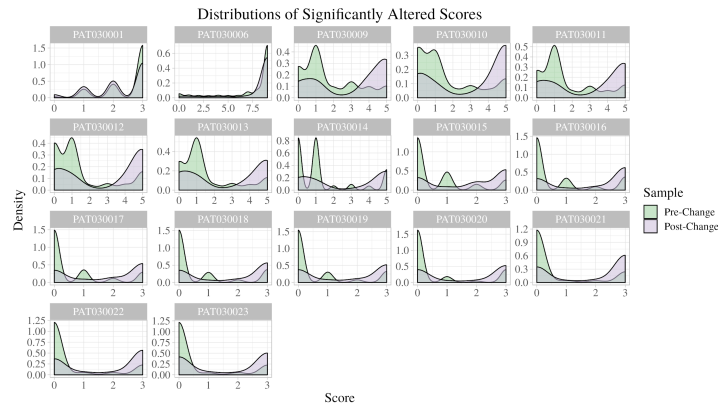 Distributions of Significantly Altered Scores
PAT030001 PAT030006 PAT030009 PAT030010 PAT030011
1.5 1.0 0.5 0.0
0.6 0.4 0.2 0.0
0.4 0.3 0.2 0.1 0.0
0.3 0.2 0.1 0.0
0.5 0.4 0.3 0.2 0.1 0.0
0 2 3
0.0 2.5 5.0 7.5
0 1 2 3 4 5
0 1 2 3 4 5
0 1 2 3 4 5
PAT030012 PAT030013 PAT030014 PAT030015 PAT030016
0.4 0.3 0.2 0.1 0.0
0.4 0.3 0.2 0.1 0.0
0.8 0.6 0.4 0.2 0.0
1.0 0.5 0.0
1.5 1.0 0.5 0.0
0 1 2 3 4 5
0 1 2 3 4 5
0 1 2 3 4 5
0 1 2 3
0 1 2 3
PAT030017 PAT030018 PAT030019 PAT030020 PAT030021
1.5 1.0 0.5 0.0
1.5 1.0 0.5 0.0
1.5 1.0 0.5 0.0
1.5 1.0 0.5 0.0
1.2 0.9 0.6 0.3 0.0
0 1 2 3
0 1 2 3
0 1 2 3
0 1 2 3
0 1 2 3
PAT030022 PAT030023
1.25 1.00 0.75 0.50 0.25 0.00
1.25 1.00 0.75 0.50 0.25 0.00
0 1 2 3
0 1 2 3
Density
Score
Sample
Pre-Change
Post-Change